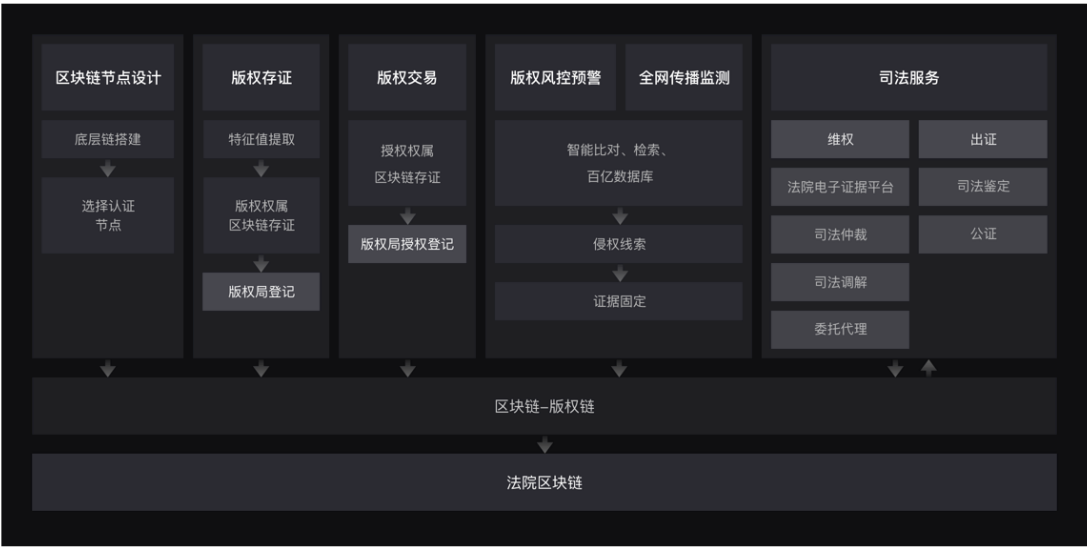 区块链节点设计
底层链搭建
选择认证
节点
版权存证
特征值提取
版权权属
区块链存证
版权局登记
版权交易
授权权属
区块链存证
版权局授权登记
版权风控预警
全网传播监测
智能比对、检索、
百亿数据库
侵权线索
证据固定
司法服务
维权
法院电子证据平台
司法仲裁
司法调解
委托代理
出证
司法鉴定
公证
区块链–版权链
法院区块链